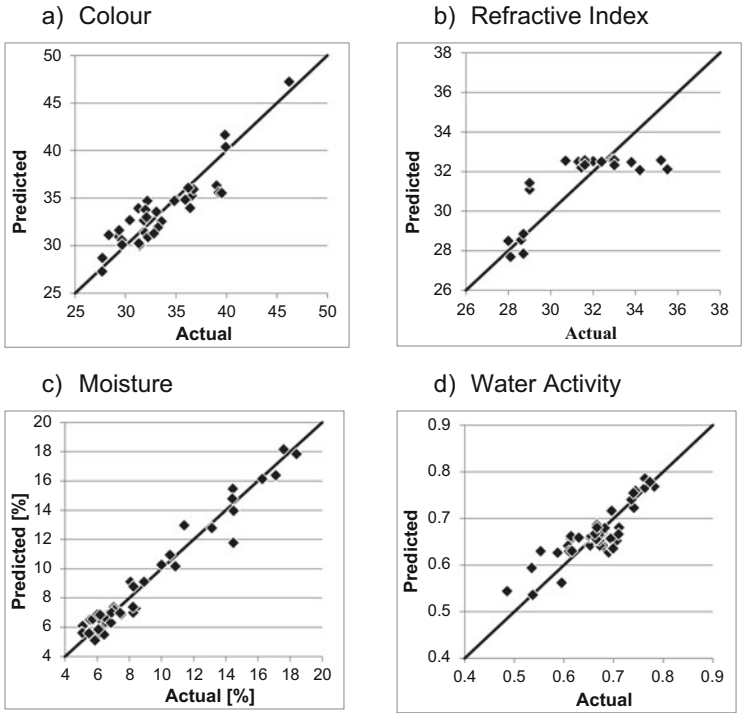 a) Colour
50
45
40
35
30
25
25 30 35 40 45 50
Predicted
Actual
b) Refractive Index
38
36
34
32
30
28
26
26 28 30 32 34 36 38
Predicted
Actual
c) Moisture
20
18
16
14
12
10
8
6
4
4 6 8 10 12 14 16 18 20
Predicted [%]
Actual [%]
d) Water Activity
0.9
0.8
0.7
0.6
0.5
0.4
0.4 0.5 0.6 0.7 0.8 0.9
Predicted
Actual